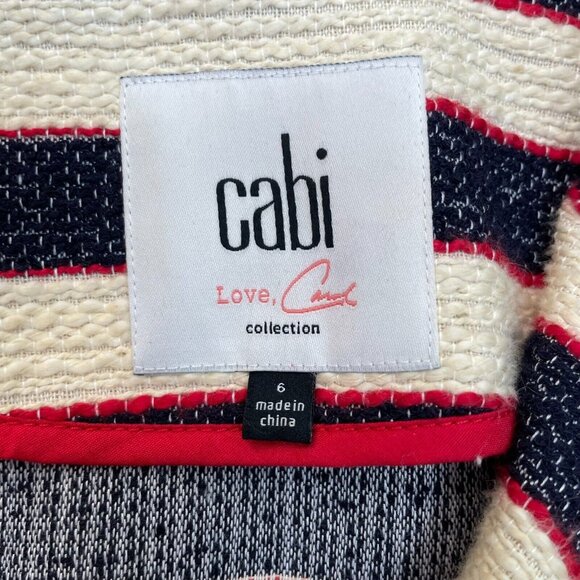 cabi
Love, Carol
collection
6
made in
china